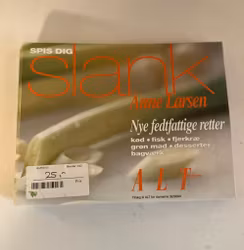 SPIS DIG
slank
Anne Larsen
Nye fedtfattige retter
kød • fisk • fjerkræ
grøn mad • desserter
bagværk
25,-
ALT